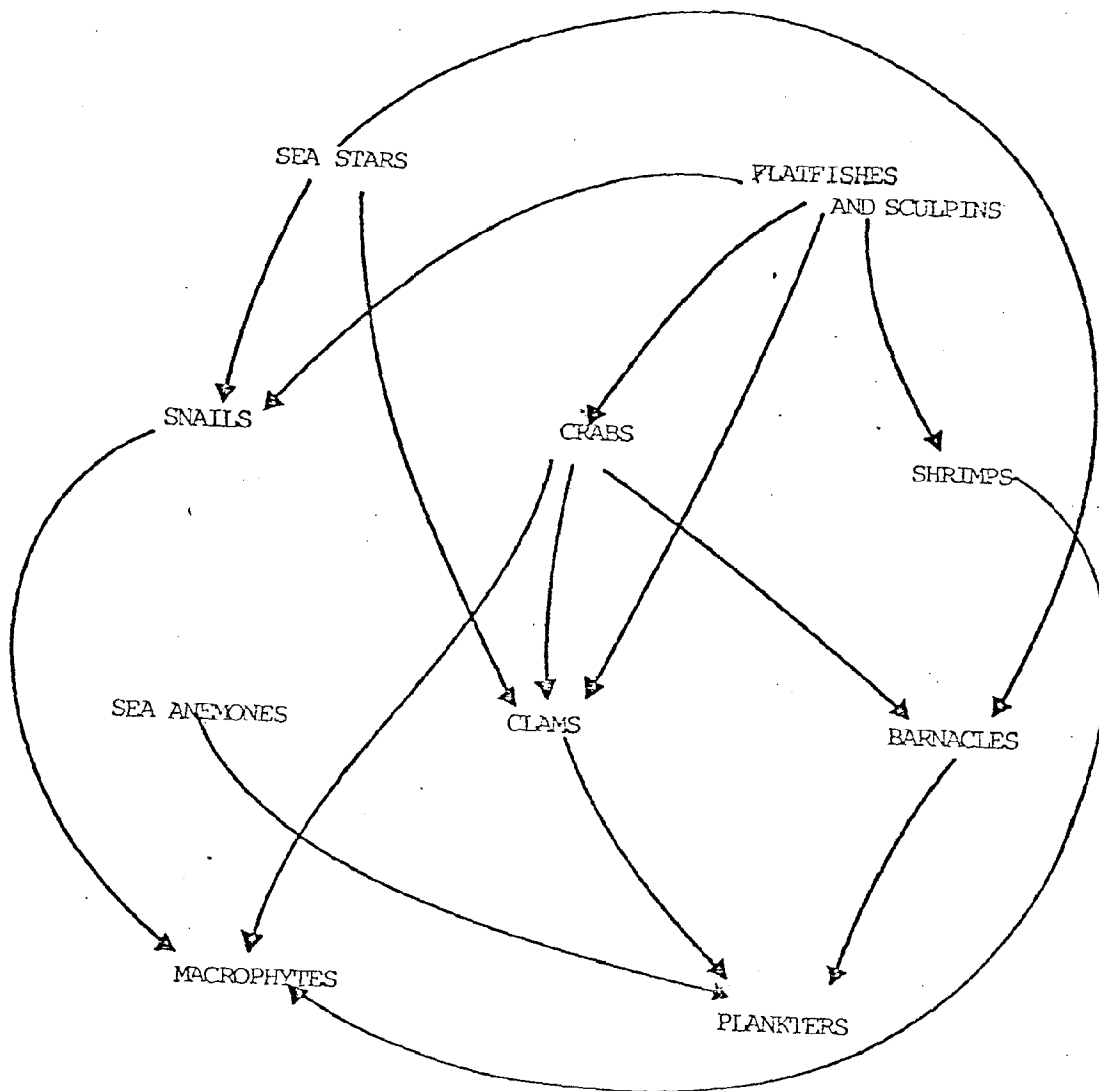 SEA STARS
FLATFISHES
AND SCULPINS
SNAILS
CRABS
SHRIMPS
SEA ANEMONES
CLAMS
BARNACLES
MACROPHYTES
PLANKTERS